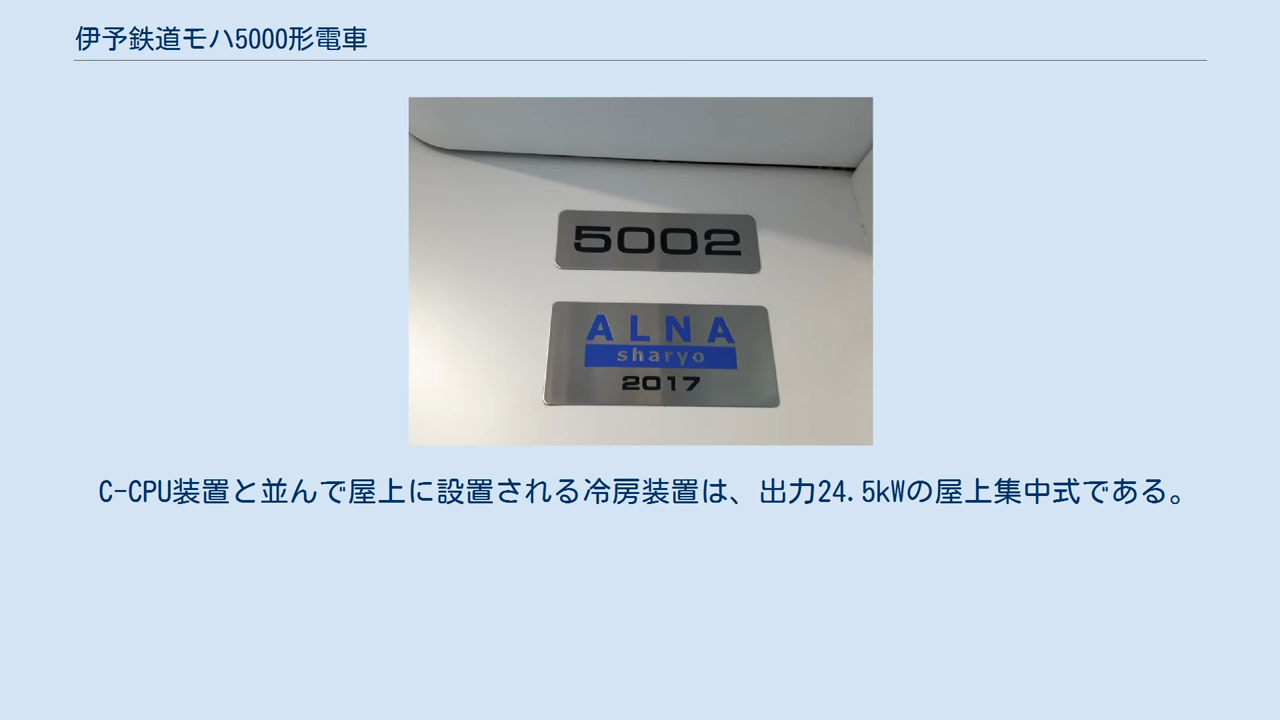 伊予鉄道モハ5000形電車
5002
ALNA
sharyo
2017
C-CPU装置と並んで屋上に設置される冷房装置は、出力24.5kWの屋上集中式である。